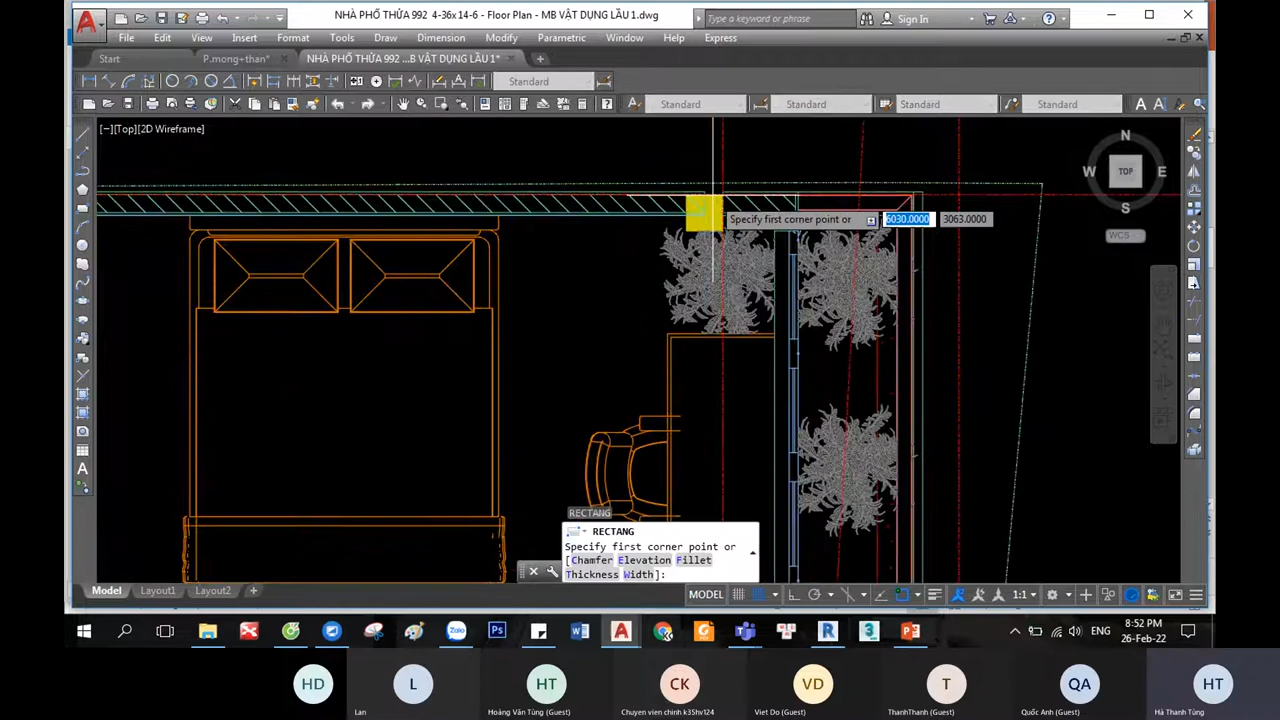 NHÀ PHỐ THỬA 992 4-36x14-6 - Floor Plan - MB VẬT DỤNG LẦU 1.dwg
Type a keyword or phrase
Sign In
File Edit View Insert Format Tools Draw Dimension Modify Parametric Window Help Express
Start
P.mong+than*
NHÀ PHỐ THỬA 992 ...B VẬT DỤNG LẦU 1*
Standard
Standard Standard Standard Standard
[−][Top][2D Wireframe]
N
W TOP E
S
WCS
Specify first corner point or 6030.0000 3063.0000
RECTANG
RECTANG
Specify first corner point or
[Chamfer Elevation Fillet
Thickness Width]:
Model Layout1 Layout2
MODEL 1:1
ENG
8:52 PM
26-Feb-22
HD L HT CK VD T QA HT
Lan
Hoàng Văn Tùng (Guest)
Chuyen vien chinh k35hv124
Viet Do (Guest)
ThanhThanh (Guest)
Quốc Anh (Guest)
Hà Thanh Tùng